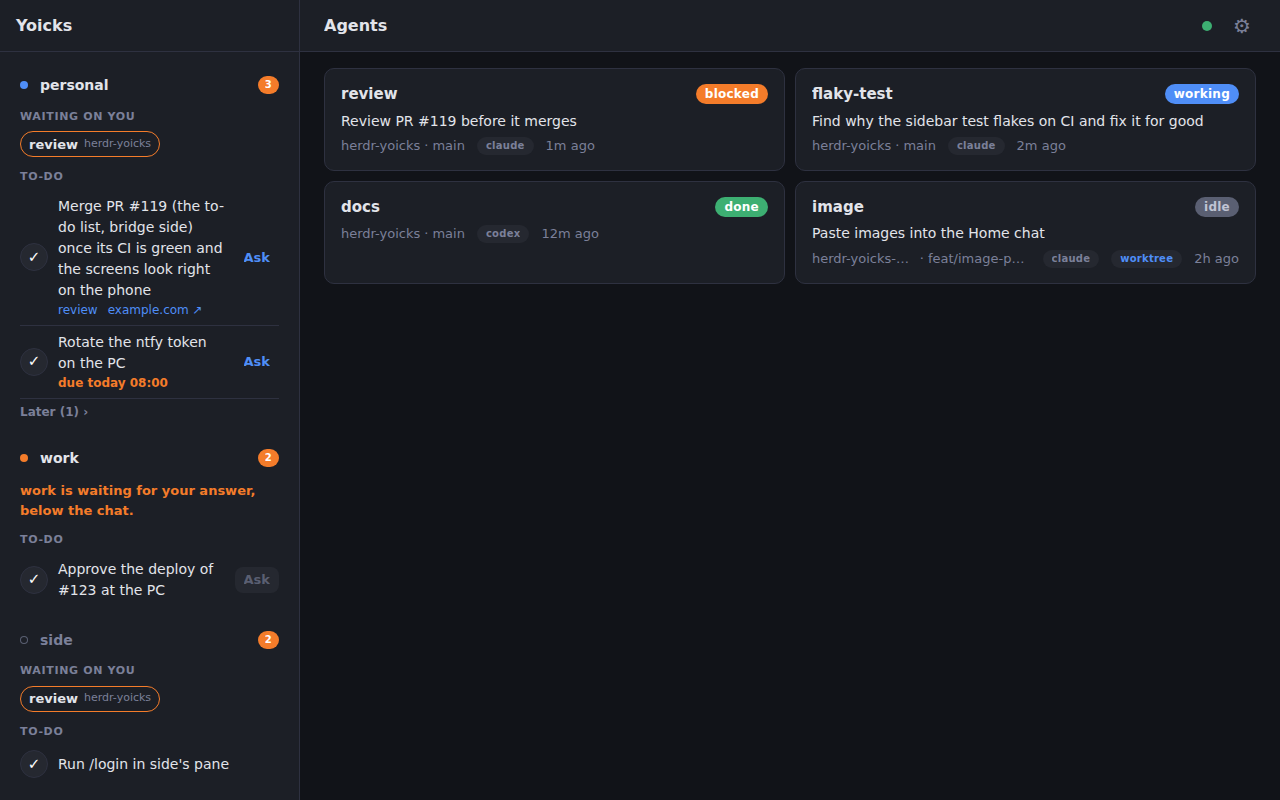 Yoicks
personal
3
WAITING ON YOU
review herdr-yoicks
TO-DO
Merge PR #119 (the to-
do list, bridge side)
once its CI is green and
the screens look right
on the phone
review example.com ↗
✓
Ask
Rotate the ntfy token
on the PC
due today 08:00
✓
Ask
Later (1) ›
work
2
work is waiting for your answer,
below the chat.
TO-DO
Approve the deploy of
#123 at the PC
✓
Ask
side
2
WAITING ON YOU
review herdr-yoicks
TO-DO
✓ Run /login in side's pane
Agents
⚙
review
blocked
Review PR #119 before it merges
herdr-yoicks · main claude 1m ago
flaky-test
working
Find why the sidebar test flakes on CI and fix it for good
herdr-yoicks · main claude 2m ago
docs
done
herdr-yoicks · main codex 12m ago
image
idle
Paste images into the Home chat
herdr-yoicks-… · feat/image-p… claude worktree 2h ago